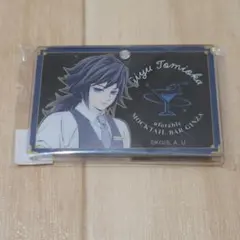 Giyu Tomioka
ufotable
MOCKTAIL BAR GINZA
©K.G/S, A, U